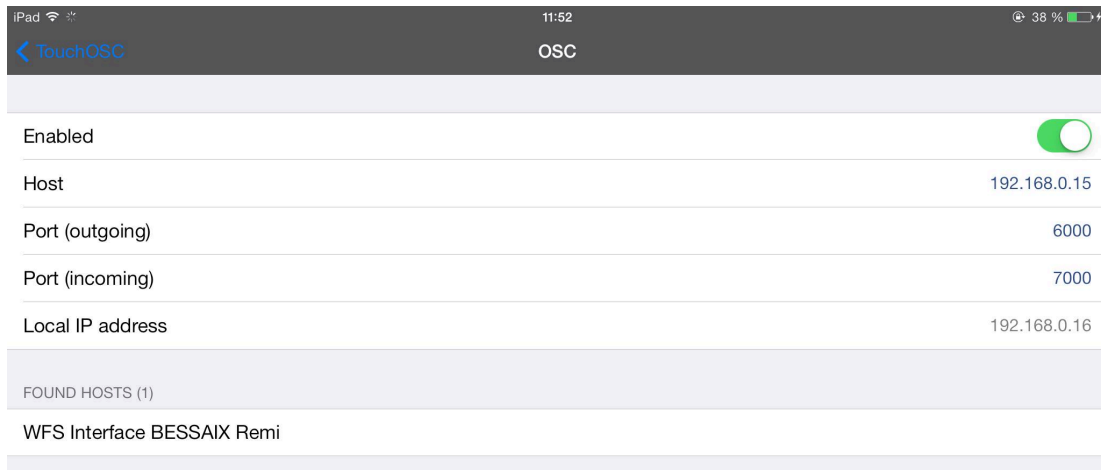 iPad 11:52 38 %
TouchOSC OSC
Enabled
Host 192.168.0.15
Port (outgoing) 6000
Port (incoming) 7000
Local IP address 192.168.0.16
FOUND HOSTS (1)
WFS Interface BESSAIX Remi